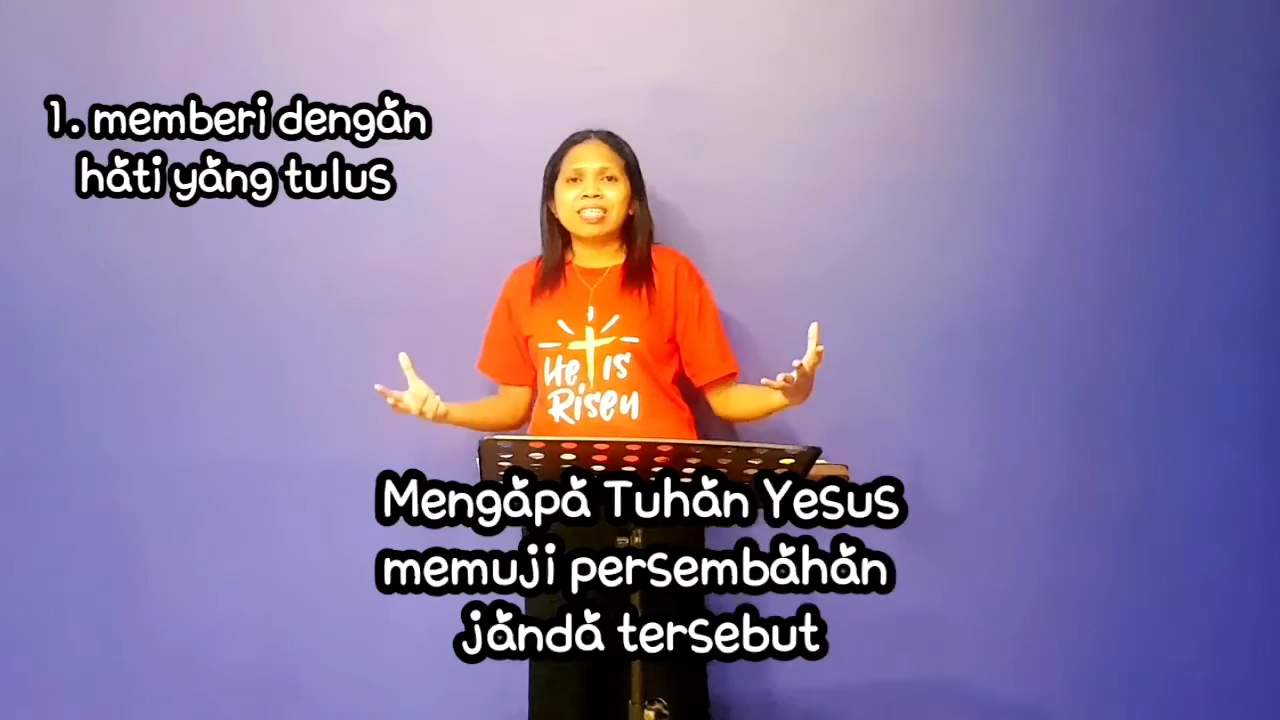 1. memberi dengan
hati yang tulus
He is
Risen
Mengapa Tuhan Yesus
memuji persembahan
janda tersebut